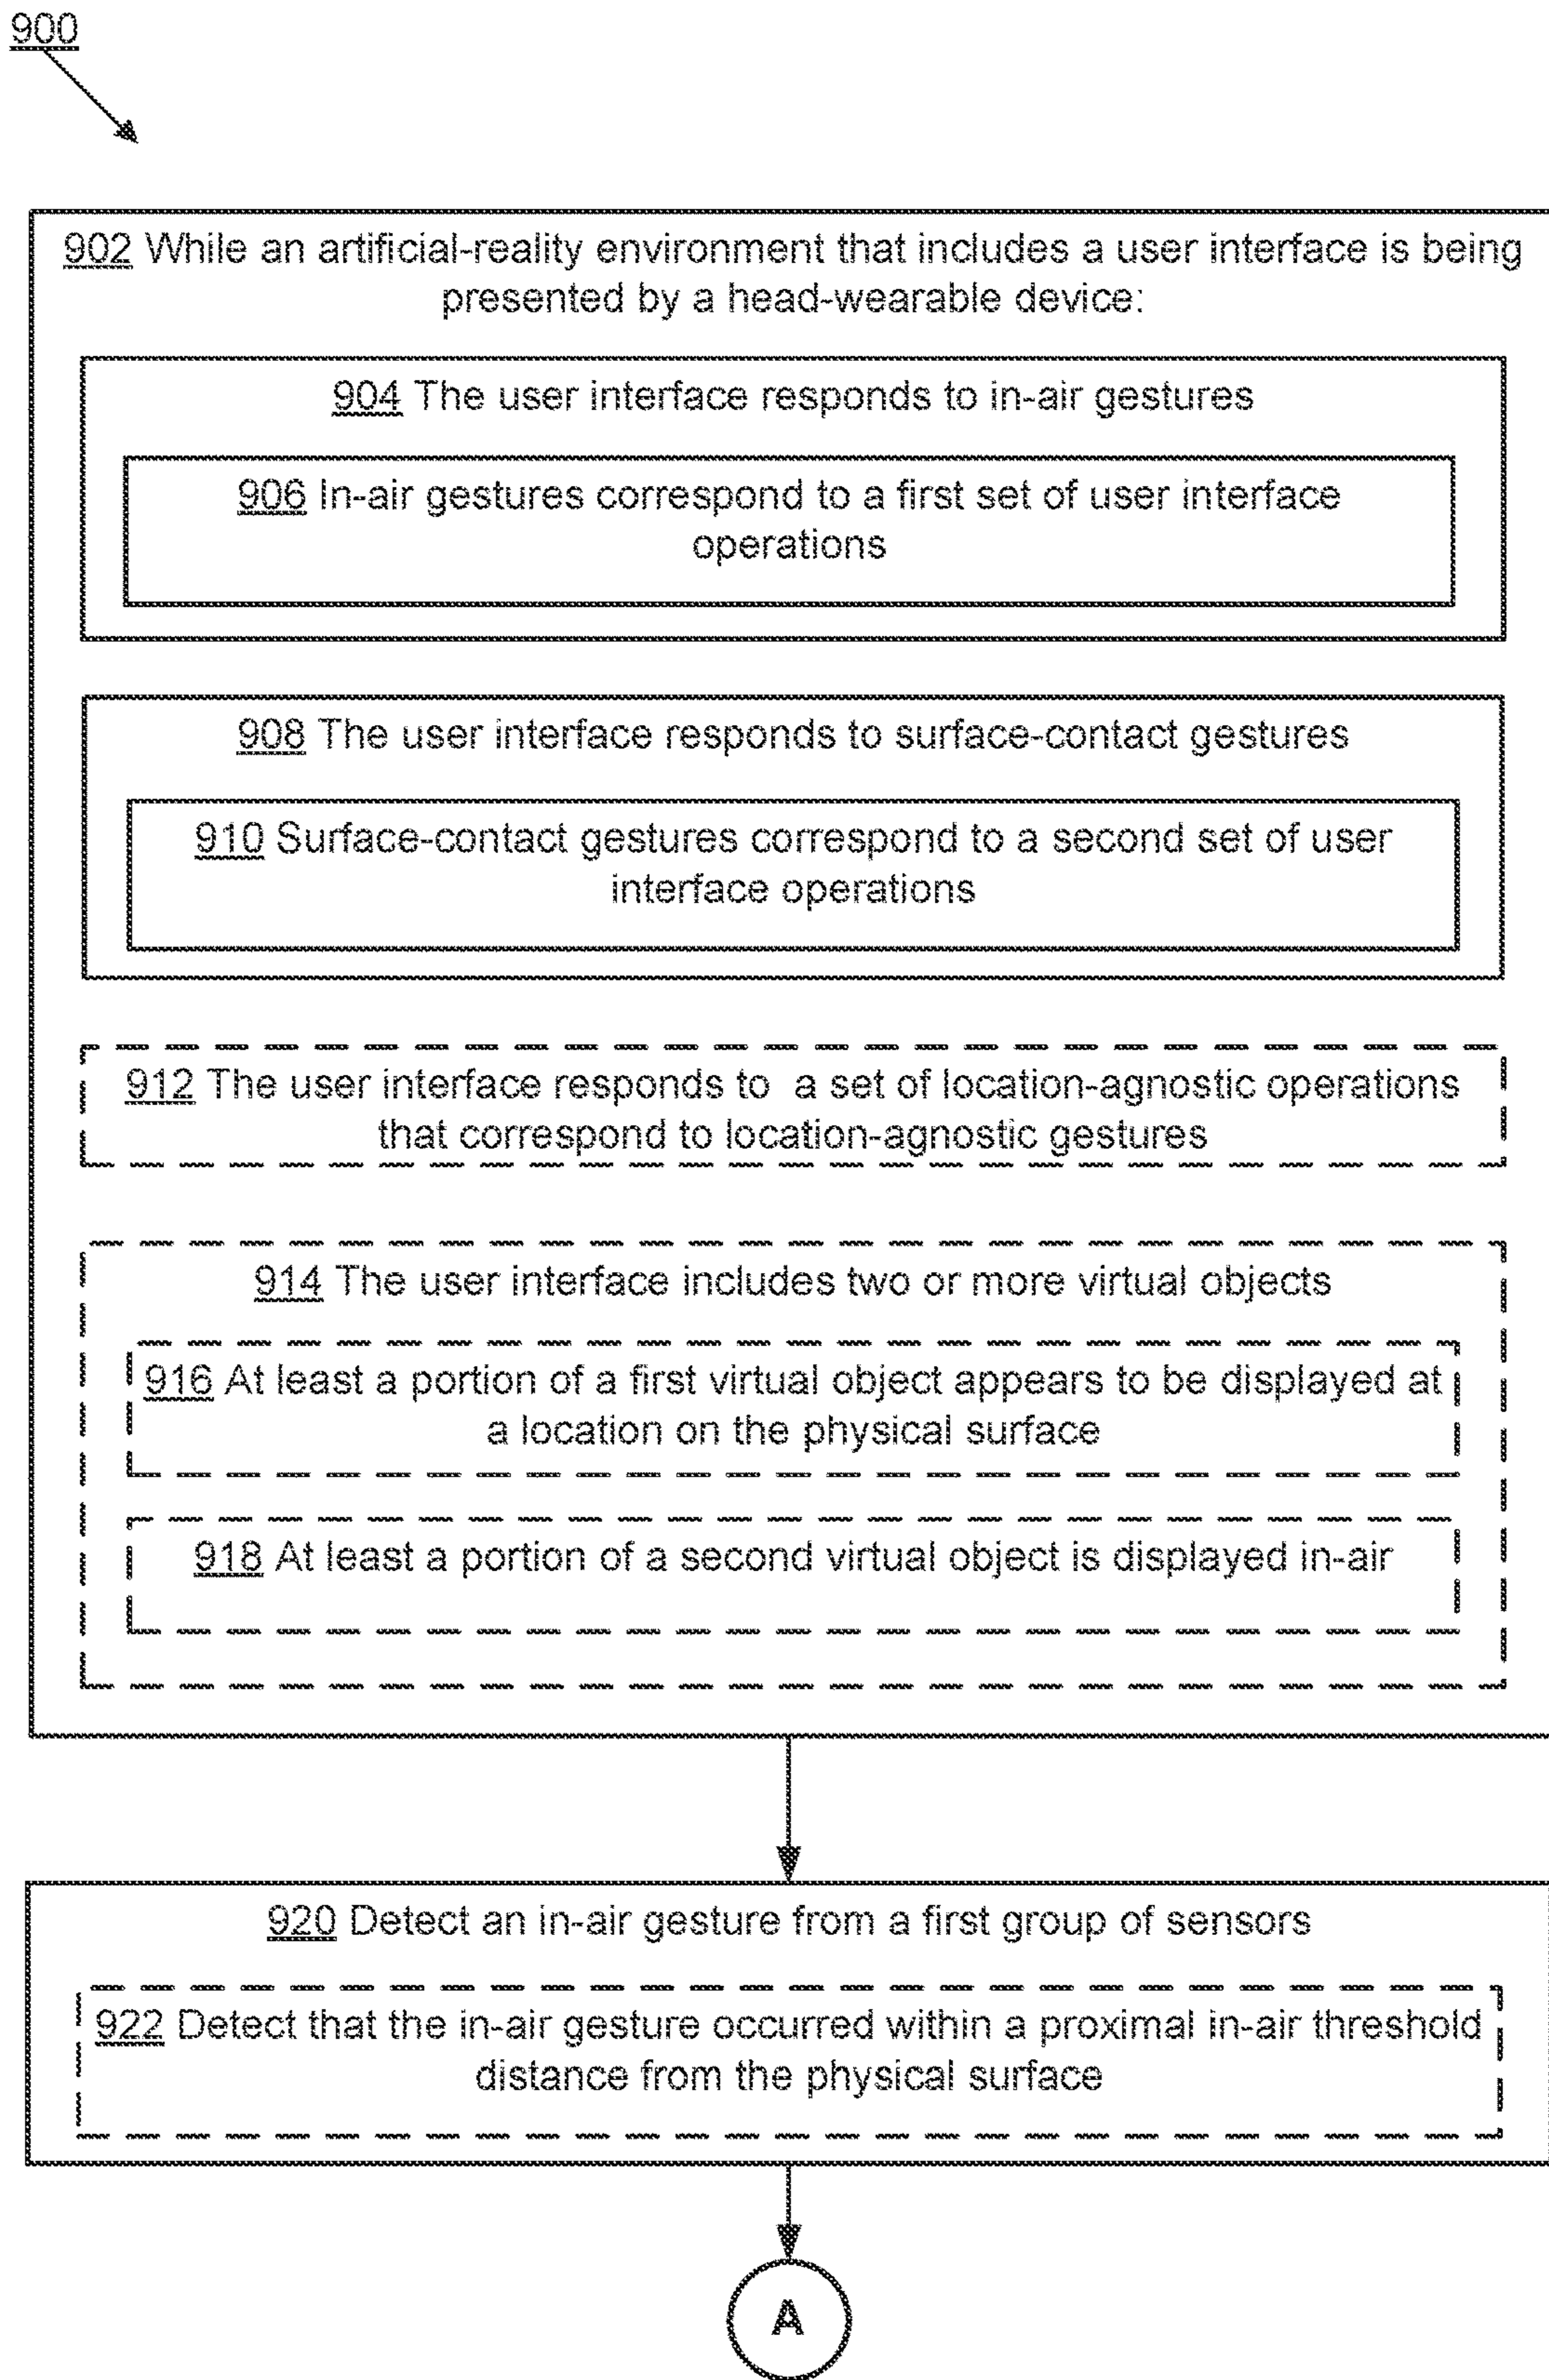 900
902 While an artificial-reality environment that includes a user interface is being
presented by a head-wearable device:
904 The user interface responds to in-air gestures
906 In-air gestures correspond to a first set of user interface
operations
908 The user interface responds to surface-contact gestures
910 Surface-contact gestures correspond to a second set of user
interface operations
912 The user interface responds to a set of location-agnostic operations
that correspond to location-agnostic gestures
914 The user interface includes two or more virtual objects
916 At least a portion of a first virtual object appears to be displayed at
a location on the physical surface
918 At least a portion of a second virtual object is displayed in-air
920 Detect an in-air gesture from a first group of sensors
922 Detect that the in-air gesture occurred within a proximal in-air threshold
distance from the physical surface
A